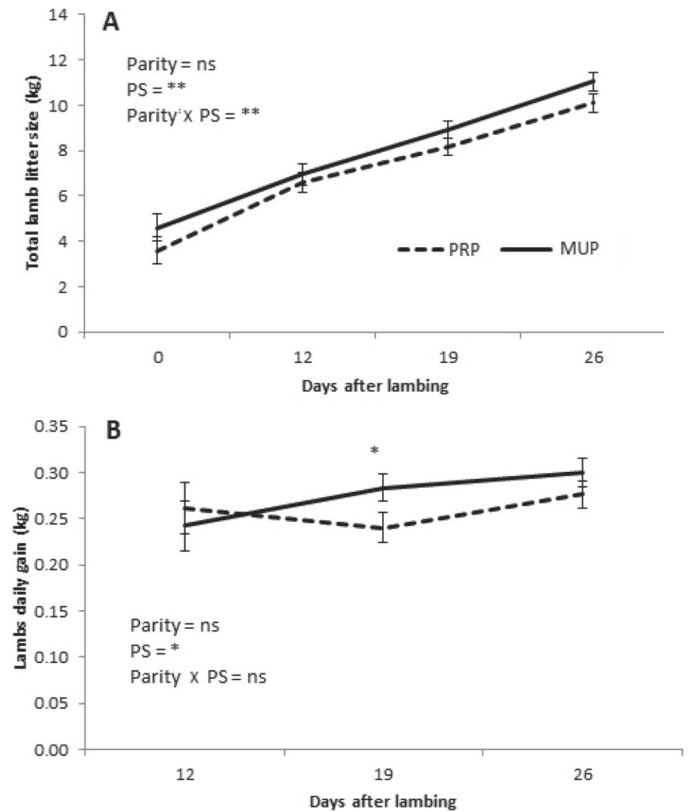 A
Total lamb litter size (kg)
14
12
10
8
6
4
2
0
Parity = ns
PS = **
Parity X PS = **
PRP MUP
0 12 19 26
Days after lambing
B
Lambs daily gain (kg)
0.35
0.30
0.25
0.20
0.15
0.10
0.05
0.00
*
Parity = ns
PS = *
Parity X PS = ns
12 19 26
Days after lambing